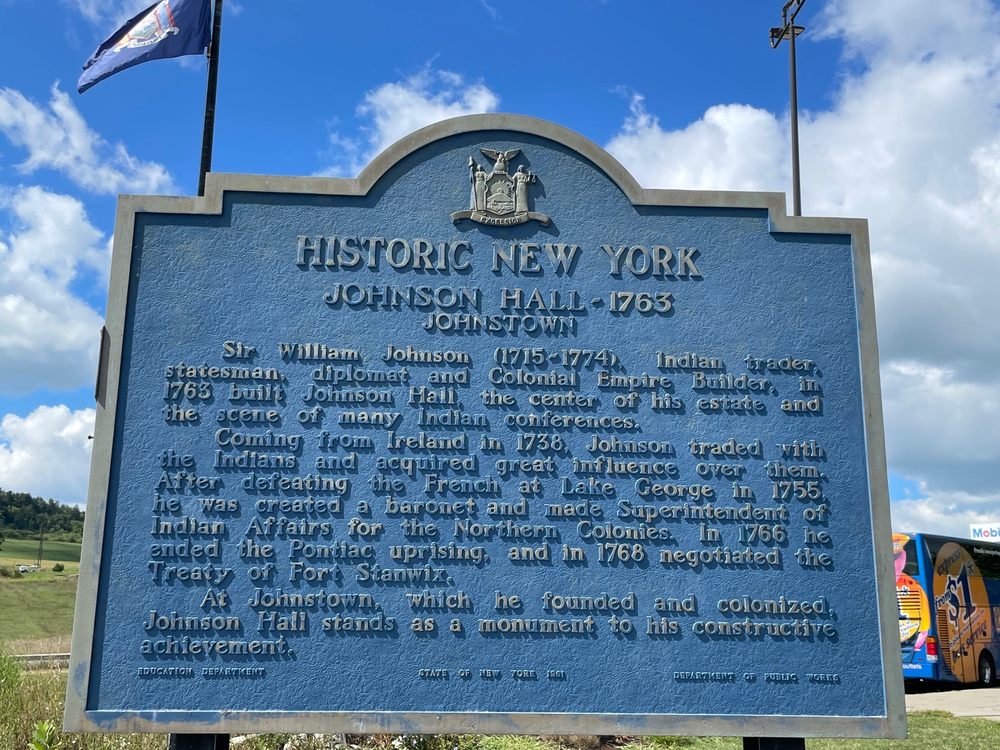 EXCELSIOR
HISTORIC NEW YORK
JOHNSON HALL - 1763
JOHNSTOWN
Sir William Johnson (1715-1774), Indian trader,
statesman, diplomat and Colonial Empire Builder, in
1763 built Johnson Hall, the center of his estate and
the scene of many Indian conferences.
Coming from Ireland in 1738, Johnson traded with
the Indians and acquired great influence over them.
After defeating the French at Lake George in 1755,
he was created a baronet and made Superintendent of
Indian Affairs for the Northern Colonies. In 1766 he
ended the Pontiac uprising, and in 1768 negotiated the
Treaty of Fort Stanwix.
At Johnstown, which he founded and colonized,
Johnson Hall stands as a monument to his constructive
achievement.
EDUCATION DEPARTMENT STATE OF NEW YORK 1961 DEPARTMENT OF PUBLIC WORKS
Mobi
$1